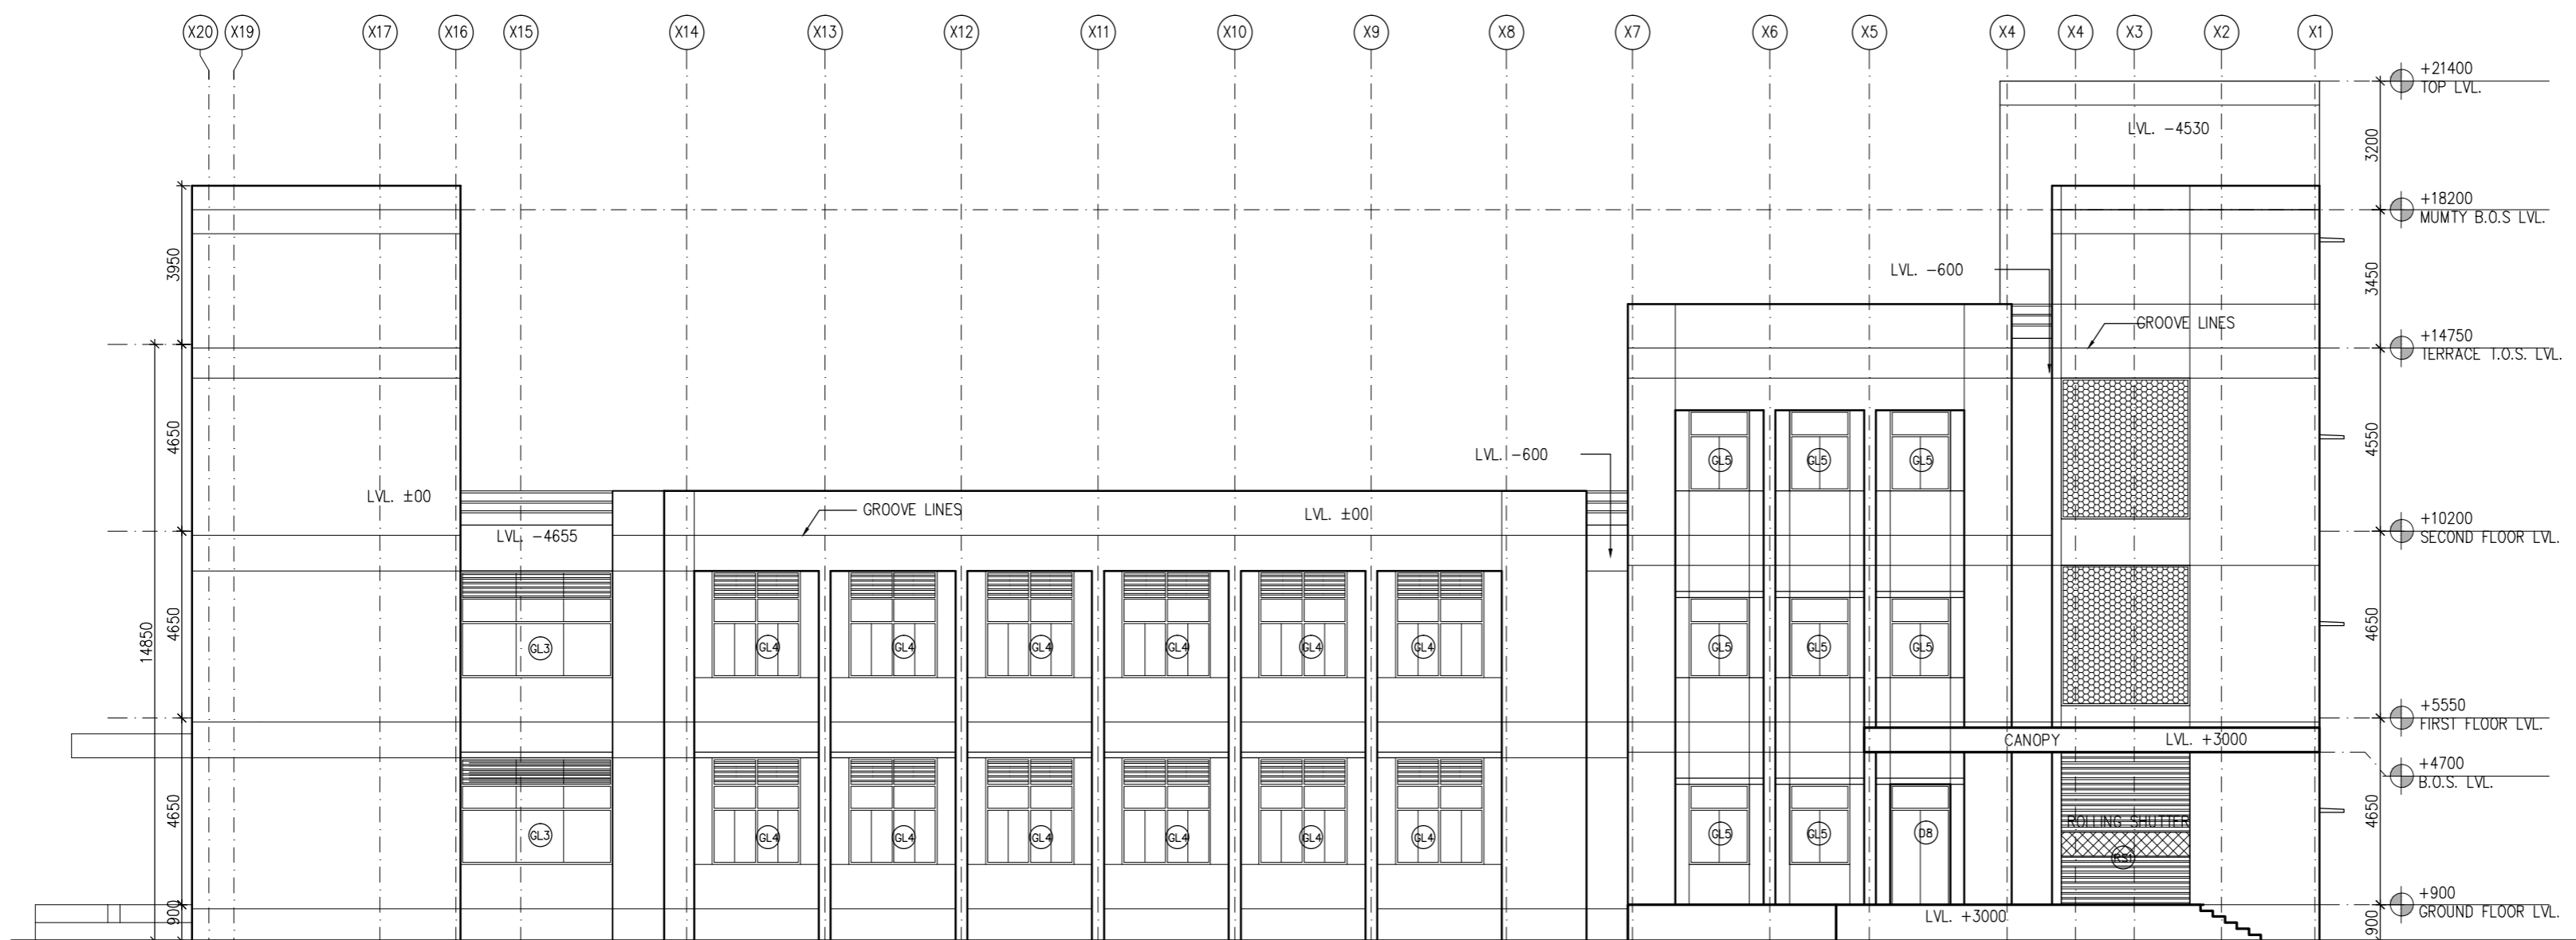 X20 X19 X17 X16 X15 X14 X13 X12 X11 X10 X9 X8 X7 X6 X5 X4 X4 X3 X2 X1
+21400
TOP LVL.
LVL. -4530
3200
+18200
MUMTY B.O.S LVL.
3950
LVL. -600
3450
GROOVE LINES
+14750
TERRACE T.O.S. LVL.
4650
4550
LVL. -600
GL5 GL5 GL5
LVL. ±00
GROOVE LINES
LVL. ±00
LVL. -4655
+10200
SECOND FLOOR LVL.
14850
4650
4650
GL3 GL4 GL4 GL4 GL4 GL4 GL4 GL5 GL5 GL5
+5550
FIRST FLOOR LVL.
CANOPY LVL. +3000
+4700
B.O.S. LVL.
4650
4650
ROLLING SHUTTER
GL3 GL4 GL4 GL4 GL4 GL4 GL4 GL5 GL5 D8
RS1
+900
GROUND FLOOR LVL.
900
LVL. +3000
900